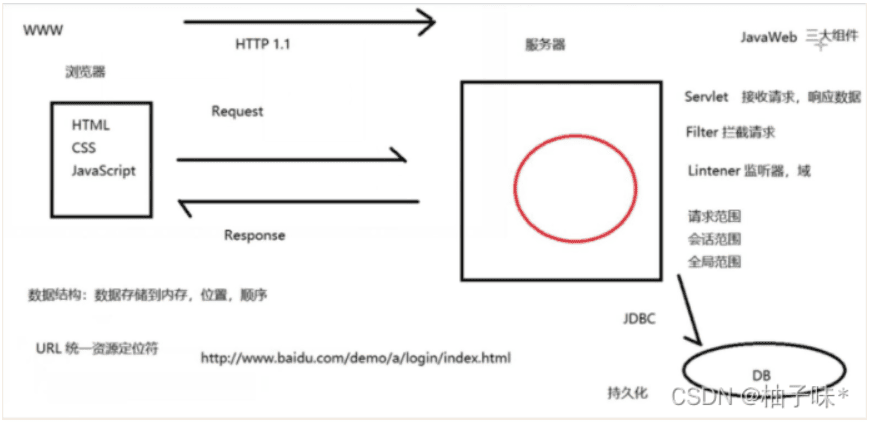 WWW
HTTP 1.1
服务器
JavaWeb 三大组件
浏览器
HTML
CSS
JavaScript
Request
Response
Servlet 接收请求，响应数据
Filter 拦截请求
Lintener 监听器，域
请求范围
会话范围
全局范围
数据结构：数据存储到内存，位置，顺序
JDBC
URL 统一资源定位符
http://www.baidu.com/demo/a/login/index.html
DB
持久化
CSDN @柚子味*